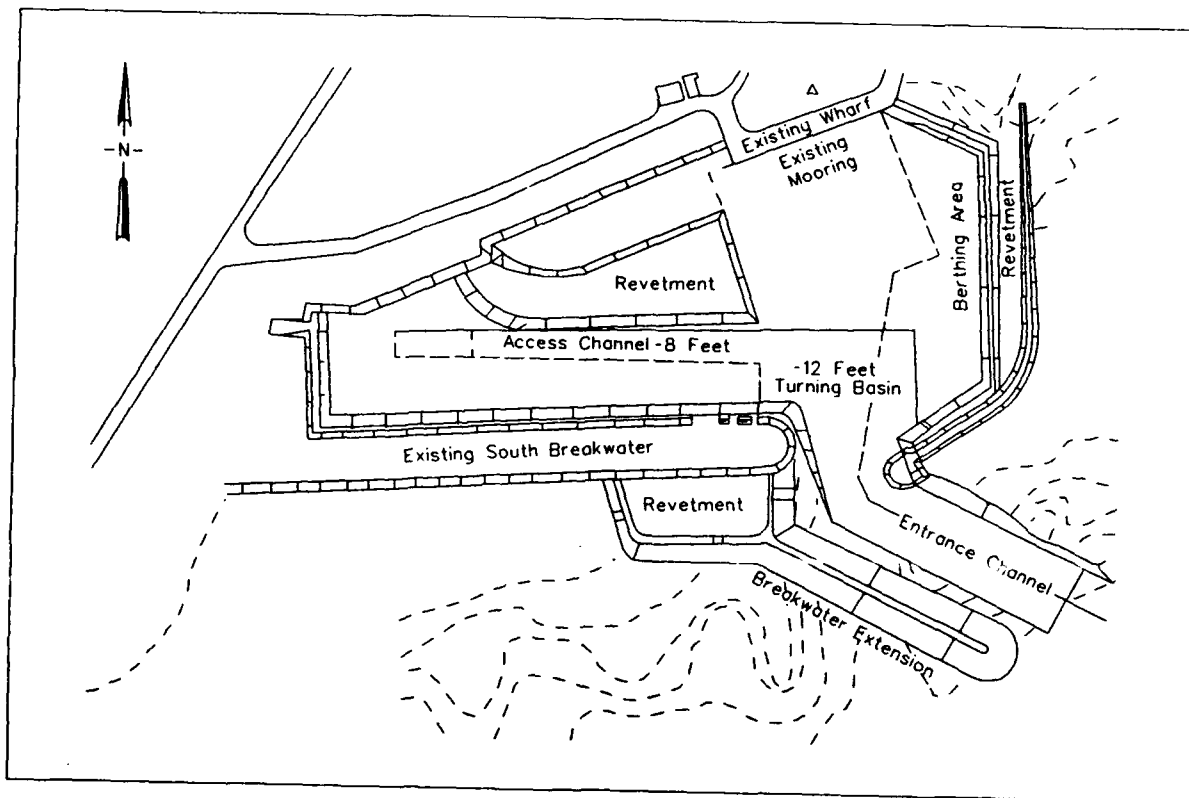 -N-
Existing Wharf
Existing
Mooring
Berthing Area
Revetment
Revetment
Access Channel -8 Feet
-12 Feet
Turning Basin
Existing South Breakwater
Revetment
Entrance Channel
Breakwater Extension